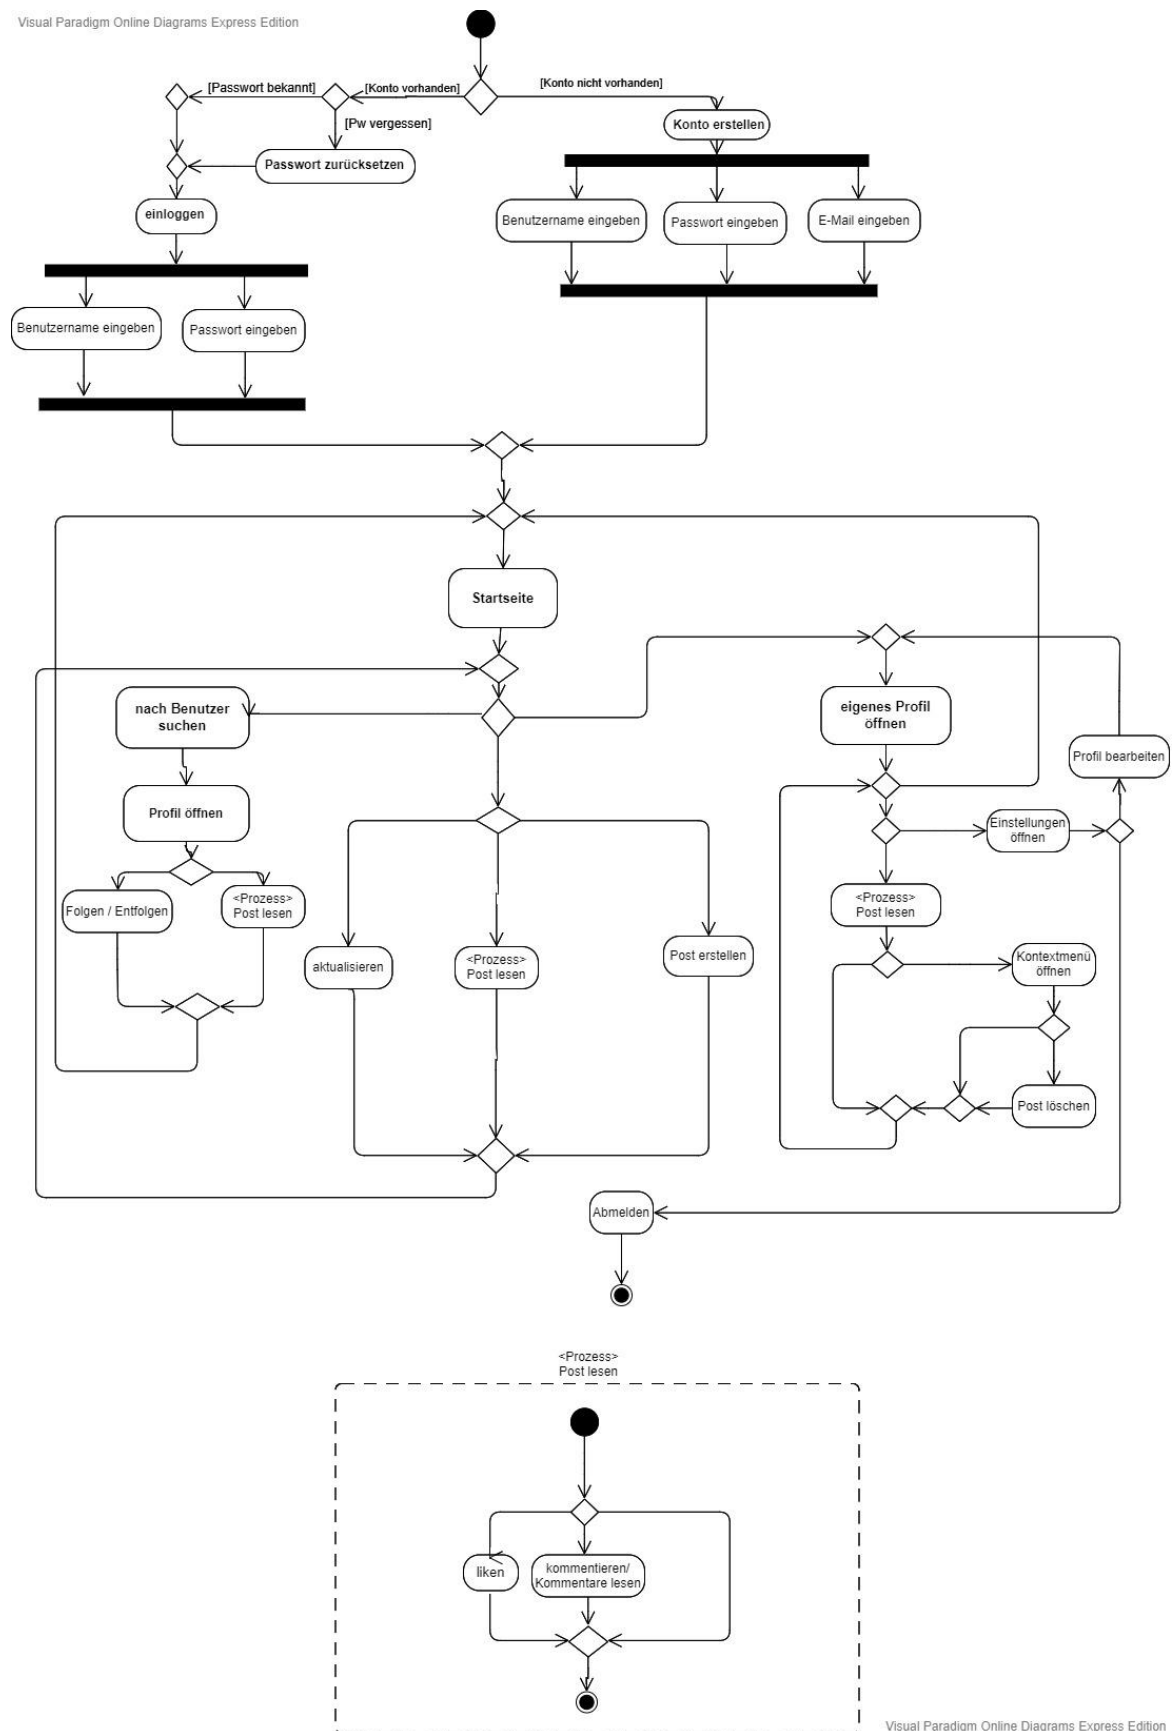 Visual Paradigm Online Diagrams Express Edition
[Passwort bekannt]
[Konto vorhanden]
[Konto nicht vorhanden]
[Pw vergessen]
Konto erstellen
Passwort zurücksetzen
einloggen
Benutzername eingeben
Passwort eingeben
E-Mail eingeben
Benutzername eingeben
Passwort eingeben
Startseite
nach Benutzer
suchen
eigenes Profil
öffnen
Profil bearbeiten
Profil öffnen
Einstellungen
öffnen
Folgen / Entfolgen
<Prozess>
Post lesen
<Prozess>
Post lesen
aktualisieren
<Prozess>
Post lesen
Post erstellen
Kontextmenü
öffnen
Post löschen
Abmelden
<Prozess>
Post lesen
liken
kommentieren/
Kommentare lesen
Visual Paradigm Online Diagrams Express Edition